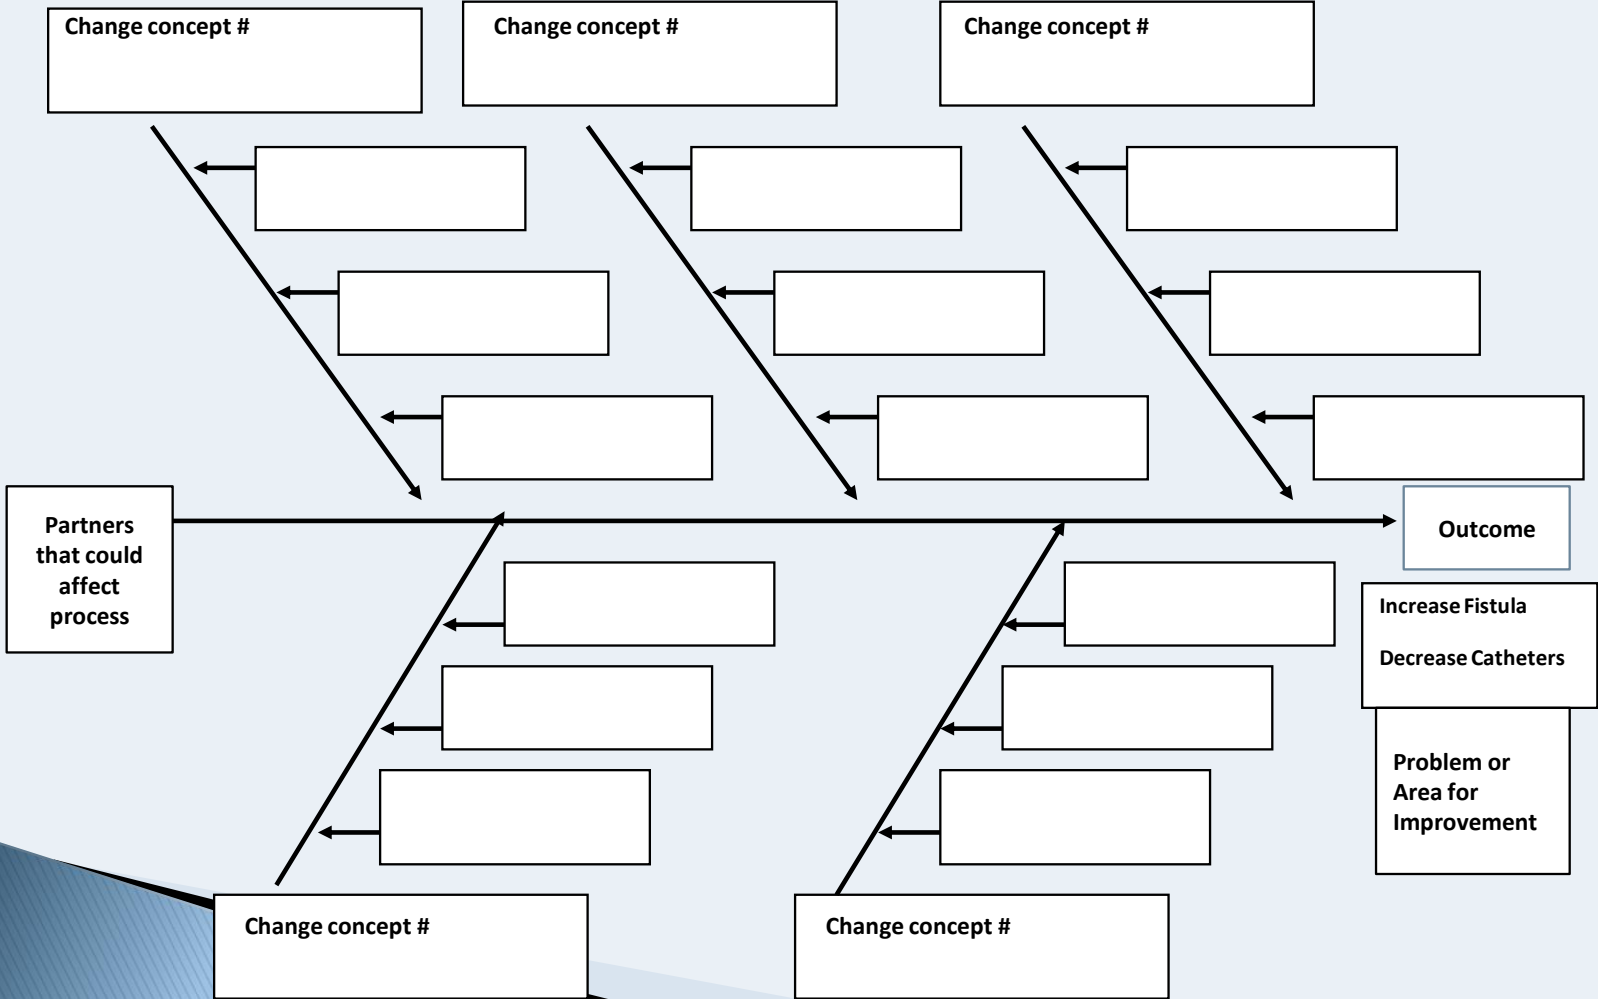 Change concept #
Change concept #
Change concept #
Partners
that could
affect
process
Outcome
Increase Fistula
Decrease Catheters
Problem or
Area for
Improvement
Change concept #
Change concept #